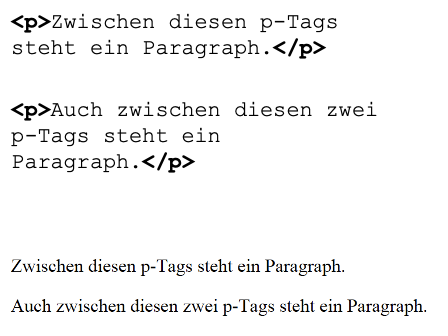 <p>Zwischen diesen p-Tags
steht ein Paragraph.</p>
<p>Auch zwischen diesen zwei
p-Tags steht ein
Paragraph.</p>
Zwischen diesen p-Tags steht ein Paragraph.
Auch zwischen diesen zwei p-Tags steht ein Paragraph.